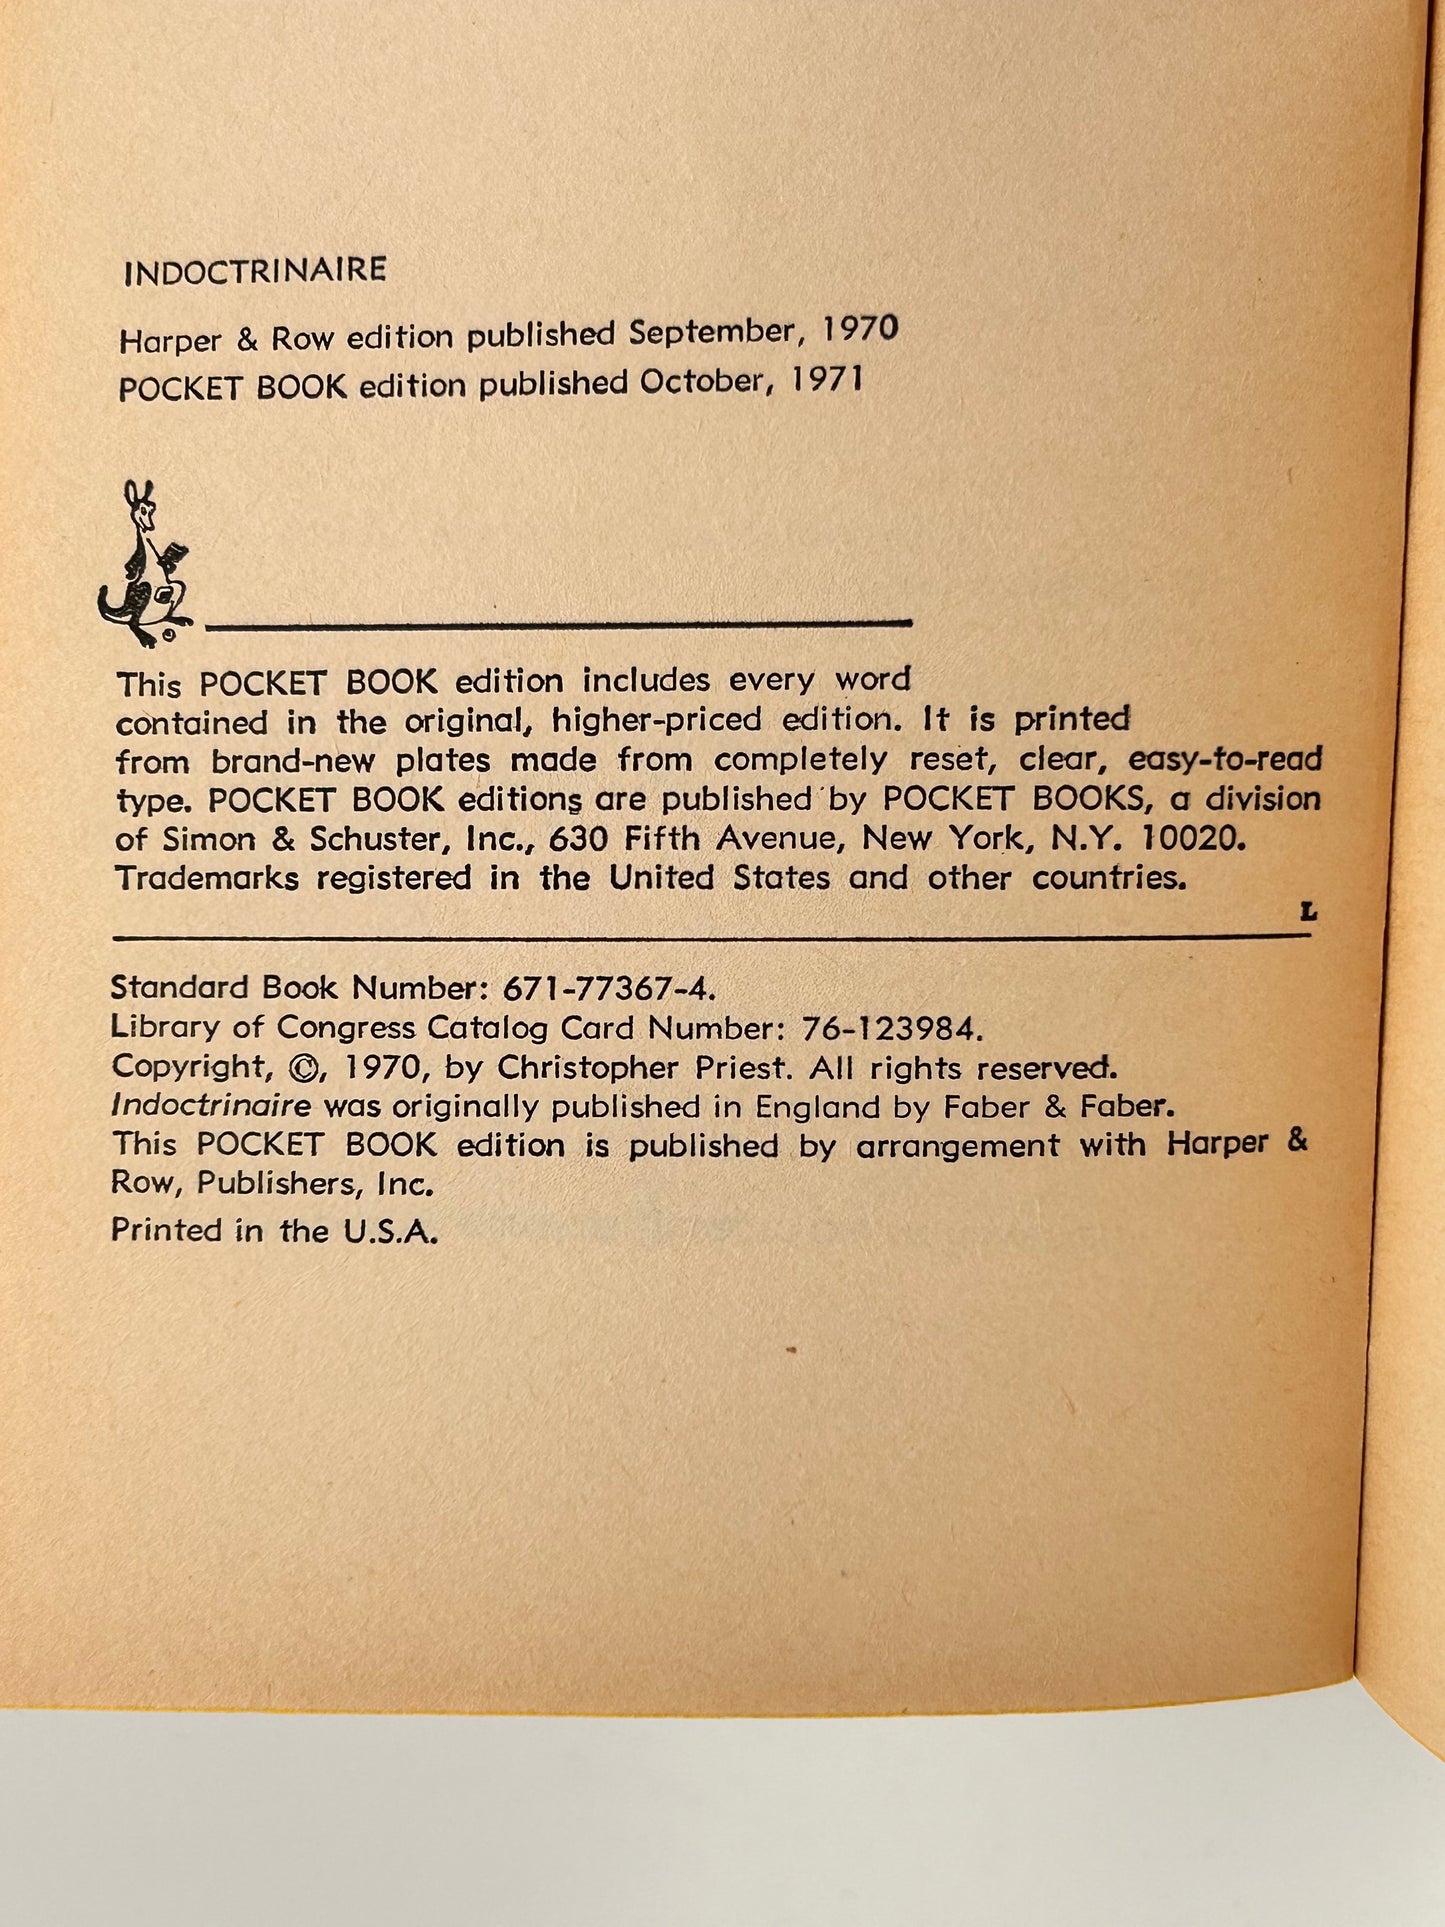 INDOCTRINAIRE
Harper & Row edition published September, 1970
POCKET BOOK edition published October, 1971
This POCKET BOOK edition includes every word
contained in the original, higher-priced edition. It is printed
from brand-new plates made from completely reset, clear, easy-to-read
type. POCKET BOOK editions are published by POCKET BOOKS, a division
of Simon & Schuster, Inc., 630 Fifth Avenue, New York, N.Y. 10020.
Trademarks registered in the United States and other countries.
L
Standard Book Number: 671-77367-4.
Library of Congress Catalog Card Number: 76-123984.
Copyright, ©, 1970, by Christopher Priest. All rights reserved.
Indoctrinaire was originally published in England by Faber & Faber.
This POCKET BOOK edition is published by arrangement with Harper &
Row, Publishers, Inc.
Printed in the U.S.A.